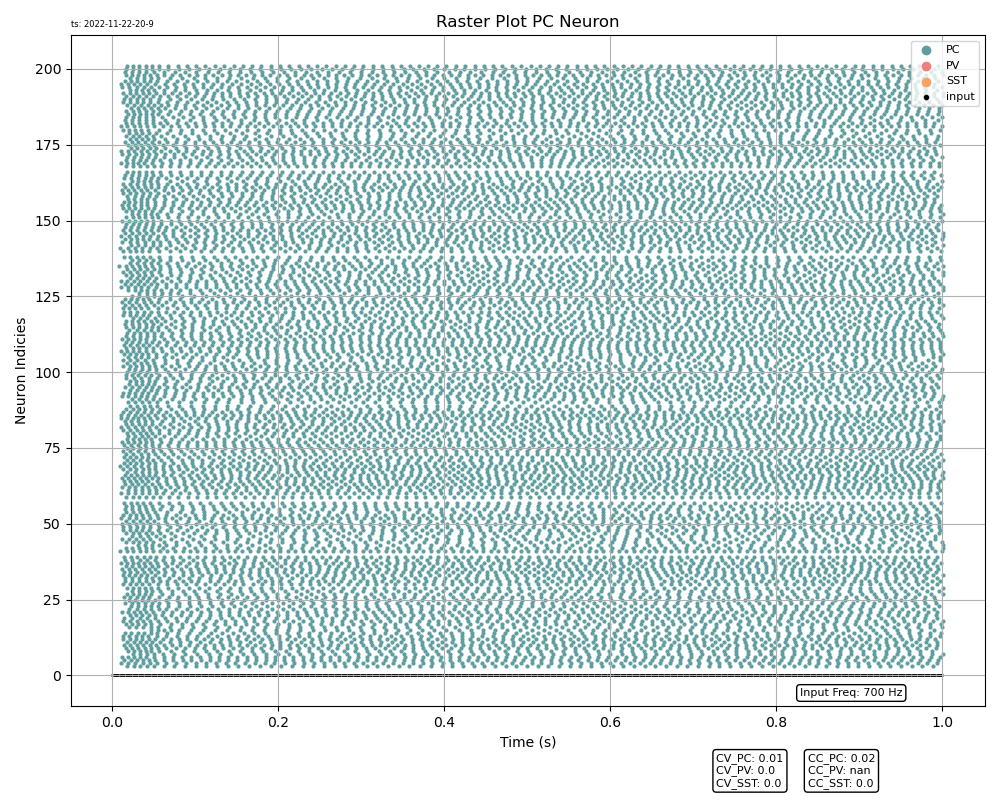 ts: 2022-11-22-20-9
Raster Plot PC Neuron
PC
PV
SST
input
200
175
150
125
100
75
50
25
0
Neuron Indicies
Input Freq: 700 Hz
0.0 0.2 0.4 0.6 0.8 1.0
Time (s)
CV_PC: 0.01
CV_PV: 0.0
CV_SST: 0.0
CC_PC: 0.02
CC_PV: nan
CC_SST: 0.0